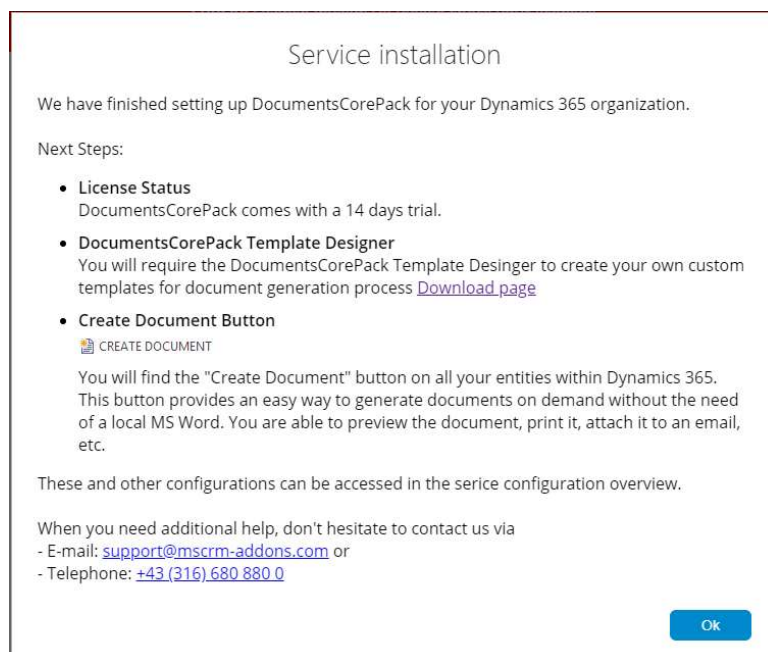 Service installation
We have finished setting up DocumentsCorePack for your Dynamics 365 organization.
Next Steps:
• License Status
DocumentsCorePack comes with a 14 days trial.
• DocumentsCorePack Template Designer
You will require the DocumentsCorePack Template Desinger to create your own custom
templates for document generation process Download page
• Create Document Button
CREATE DOCUMENT
You will find the "Create Document" button on all your entities within Dynamics 365.
This button provides an easy way to generate documents on demand without the need
of a local MS Word. You are able to preview the document, print it, attach it to an email,
etc.
These and other configurations can be accessed in the serice configuration overview.
When you need additional help, don't hesitate to contact us via
- E-mail: support@mscrm-addons.com or
- Telephone: +43 (316) 680 880 0
Ok